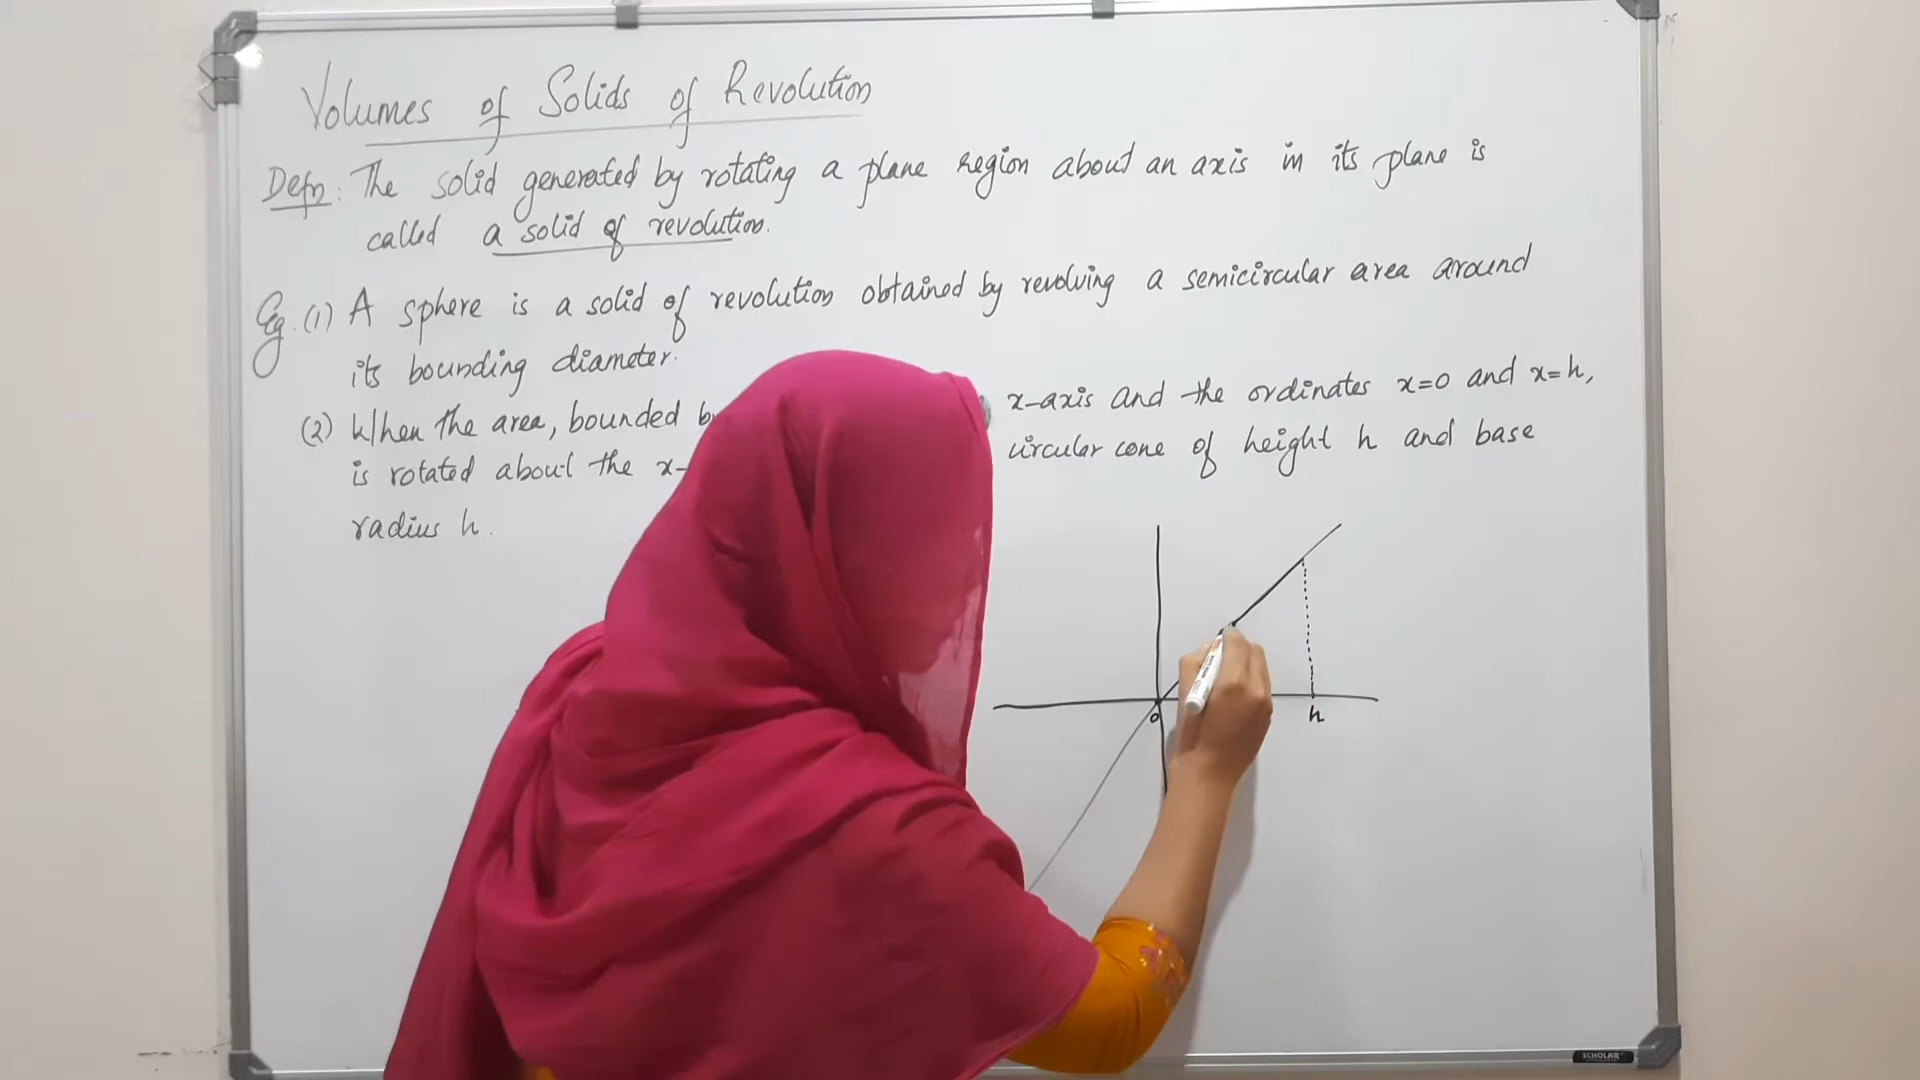 Volumes of Solids of Revolution
Defn: The solid generated by rotating a plane region about an axis in its plane is
called a solid of revolution.
Eg. (1) A sphere is a solid of revolution obtained by revolving a semicircular area around
its bounding diameter.
(2) When the area, bounded x-axis and the ordinates x=0 and x=h,
is rotated about the x- circular cone of height h and base
radius h.
0 h
SCHOLAR